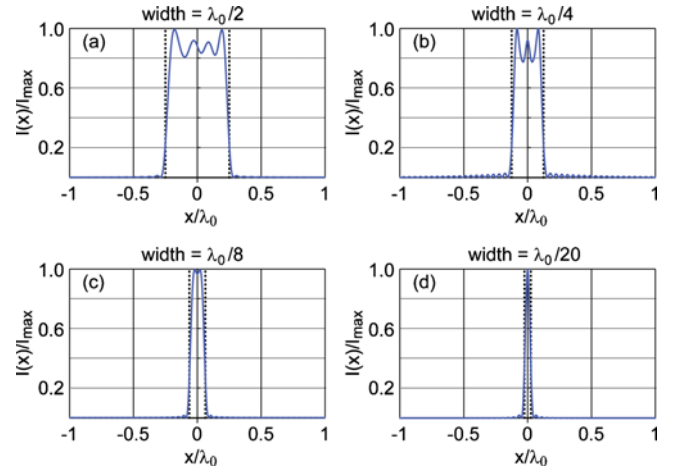 width = λ0/2
(a)
I(x)/Imax
1.0
0.6
0.2
-1 -0.5 0 0.5 1
x/λ0
width = λ0/4
(b)
I(x)/Imax
1.0
0.6
0.2
-1 -0.5 0 0.5 1
x/λ0
width = λ0/8
(c)
I(x)/Imax
1.0
0.6
0.2
-1 -0.5 0 0.5 1
x/λ0
width = λ0/20
(d)
I(x)/Imax
1.0
0.6
0.2
-1 -0.5 0 0.5 1
x/λ0